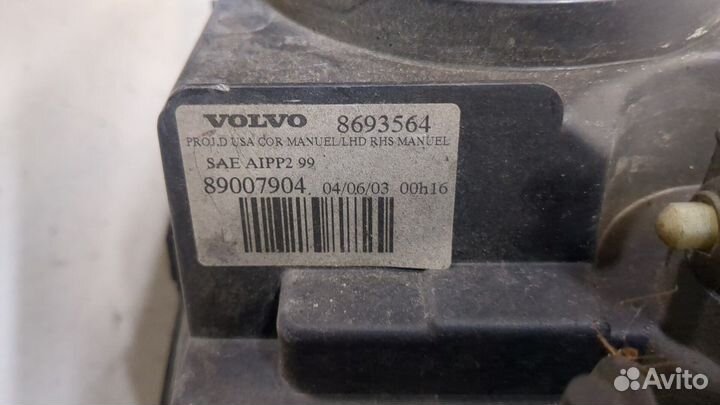 VOLVO 8693564
PROJ.D USA COR MANUEL/LHD RHS MANUEL
SAE AIPP2 99
89007904 04/06/03 00h16
Avito